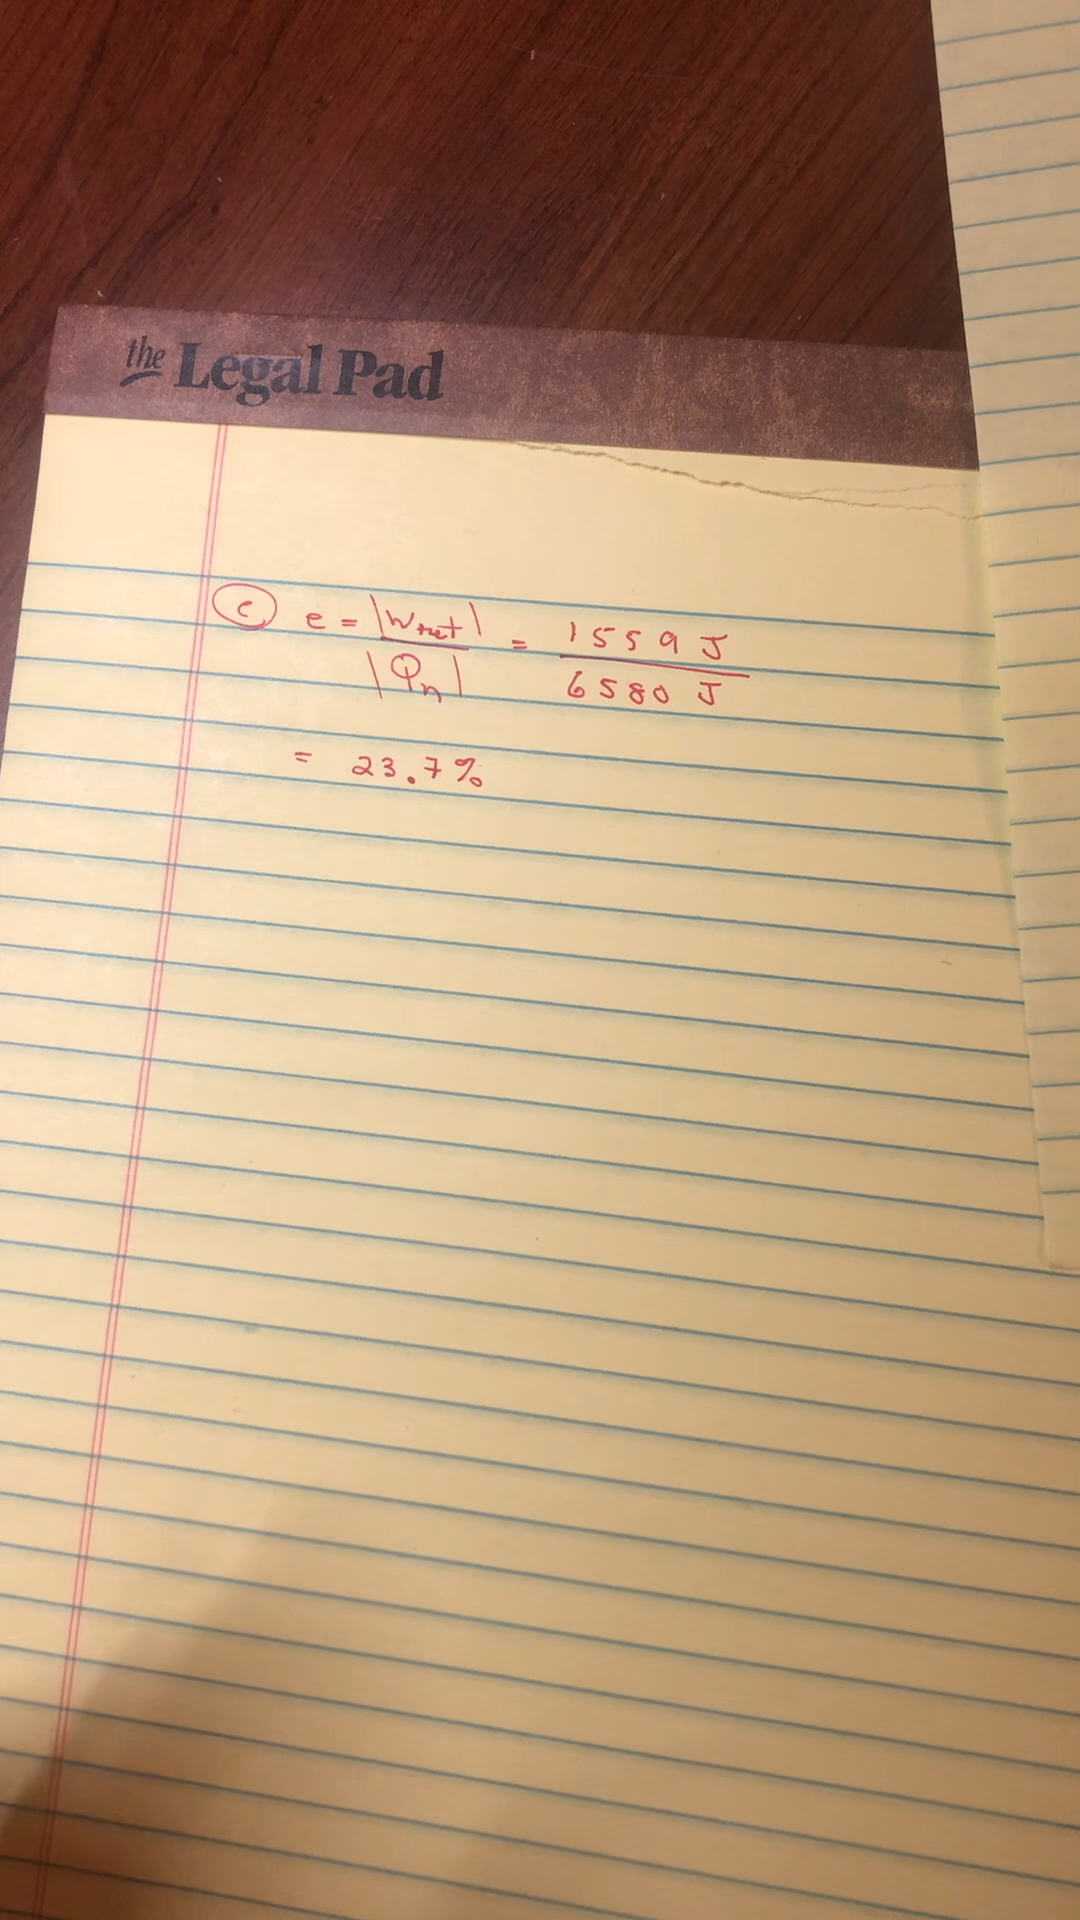 the Legal Pad
(c) e = |Wnet| / |Qh| = 1559 J / 6580 J
= 23.7%